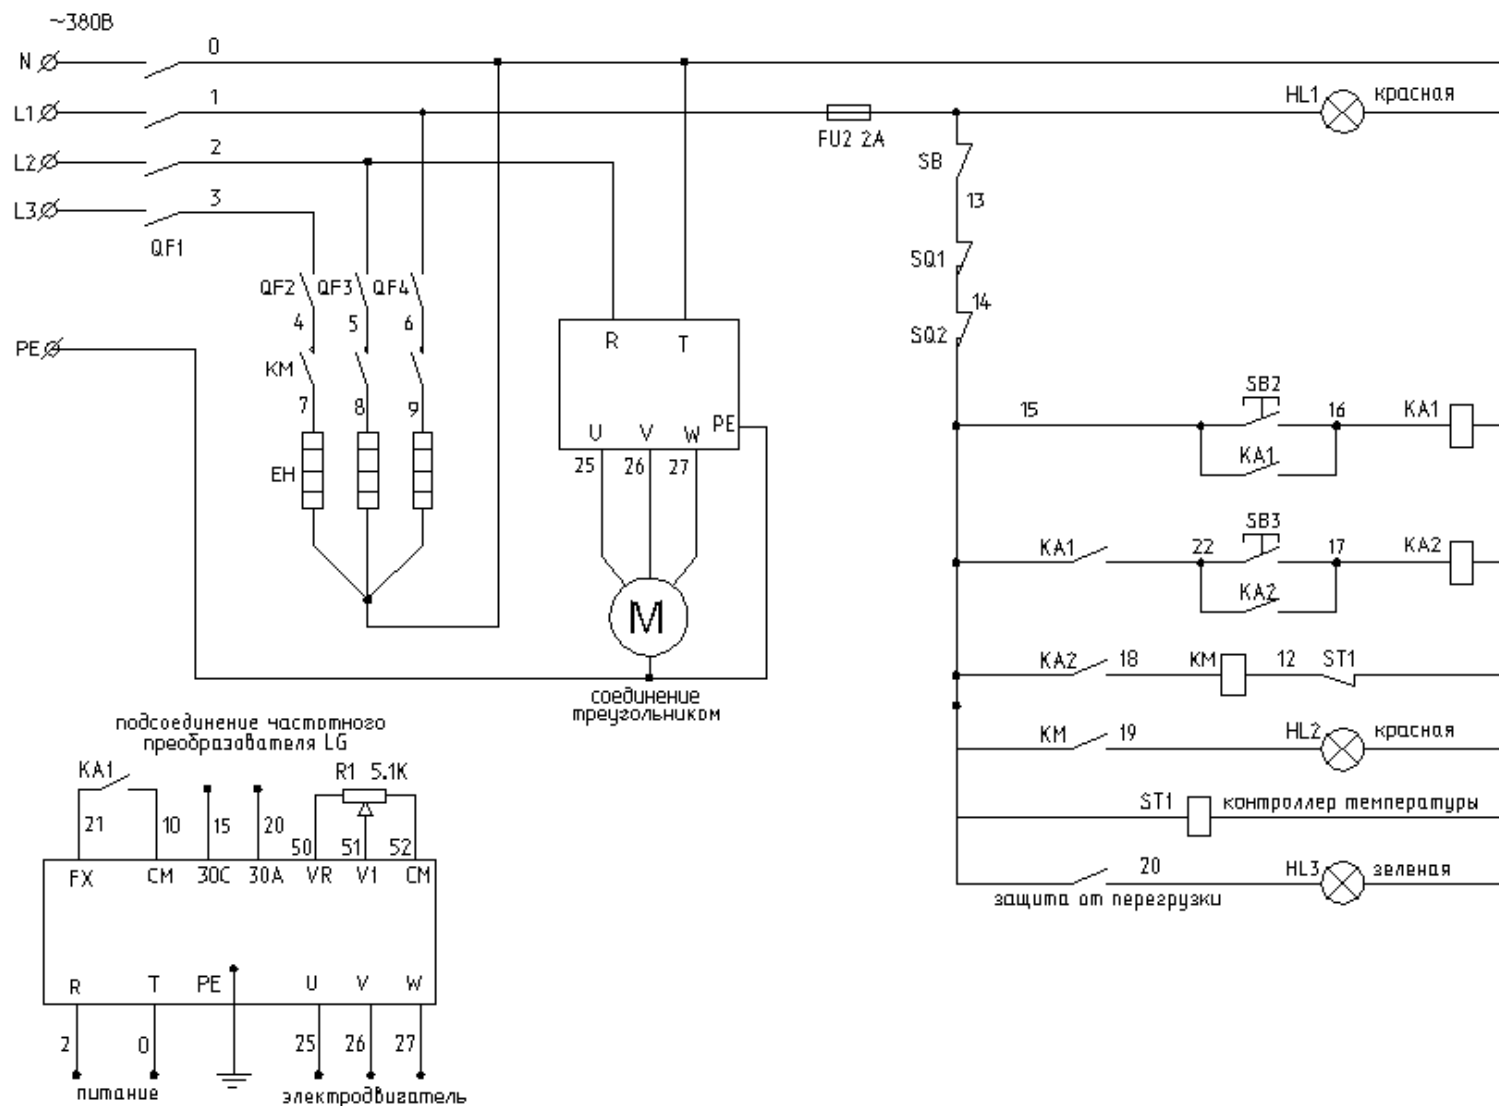 ~380В
N 0
L1 1 FU2 2А HL1 красная
L2 2 SB
L3 3 13
QF1 SQ1
QF2 QF3 QF4 14
4 5 6 SQ2
PE R T
KM SB2
7 8 9 15 16 KA1
U V W PE KA1
25 26 27
EH SB3
KA1 22 17 KA2
KA2
M
KA2 18 KM 12 ST1
соединение
треугольником
KM 19 HL2 красная
подсоединение частотного
преобразавателя LG
KA1 R1 5.1К
ST1 контроллер температуры
21 10 15 20 50 51 52
FX CM 30C 30A VR V1 CM
20 HL3 зеленая
защита от перегрузки
R T PE U V W
2 0 25 26 27
питание электродвигатель